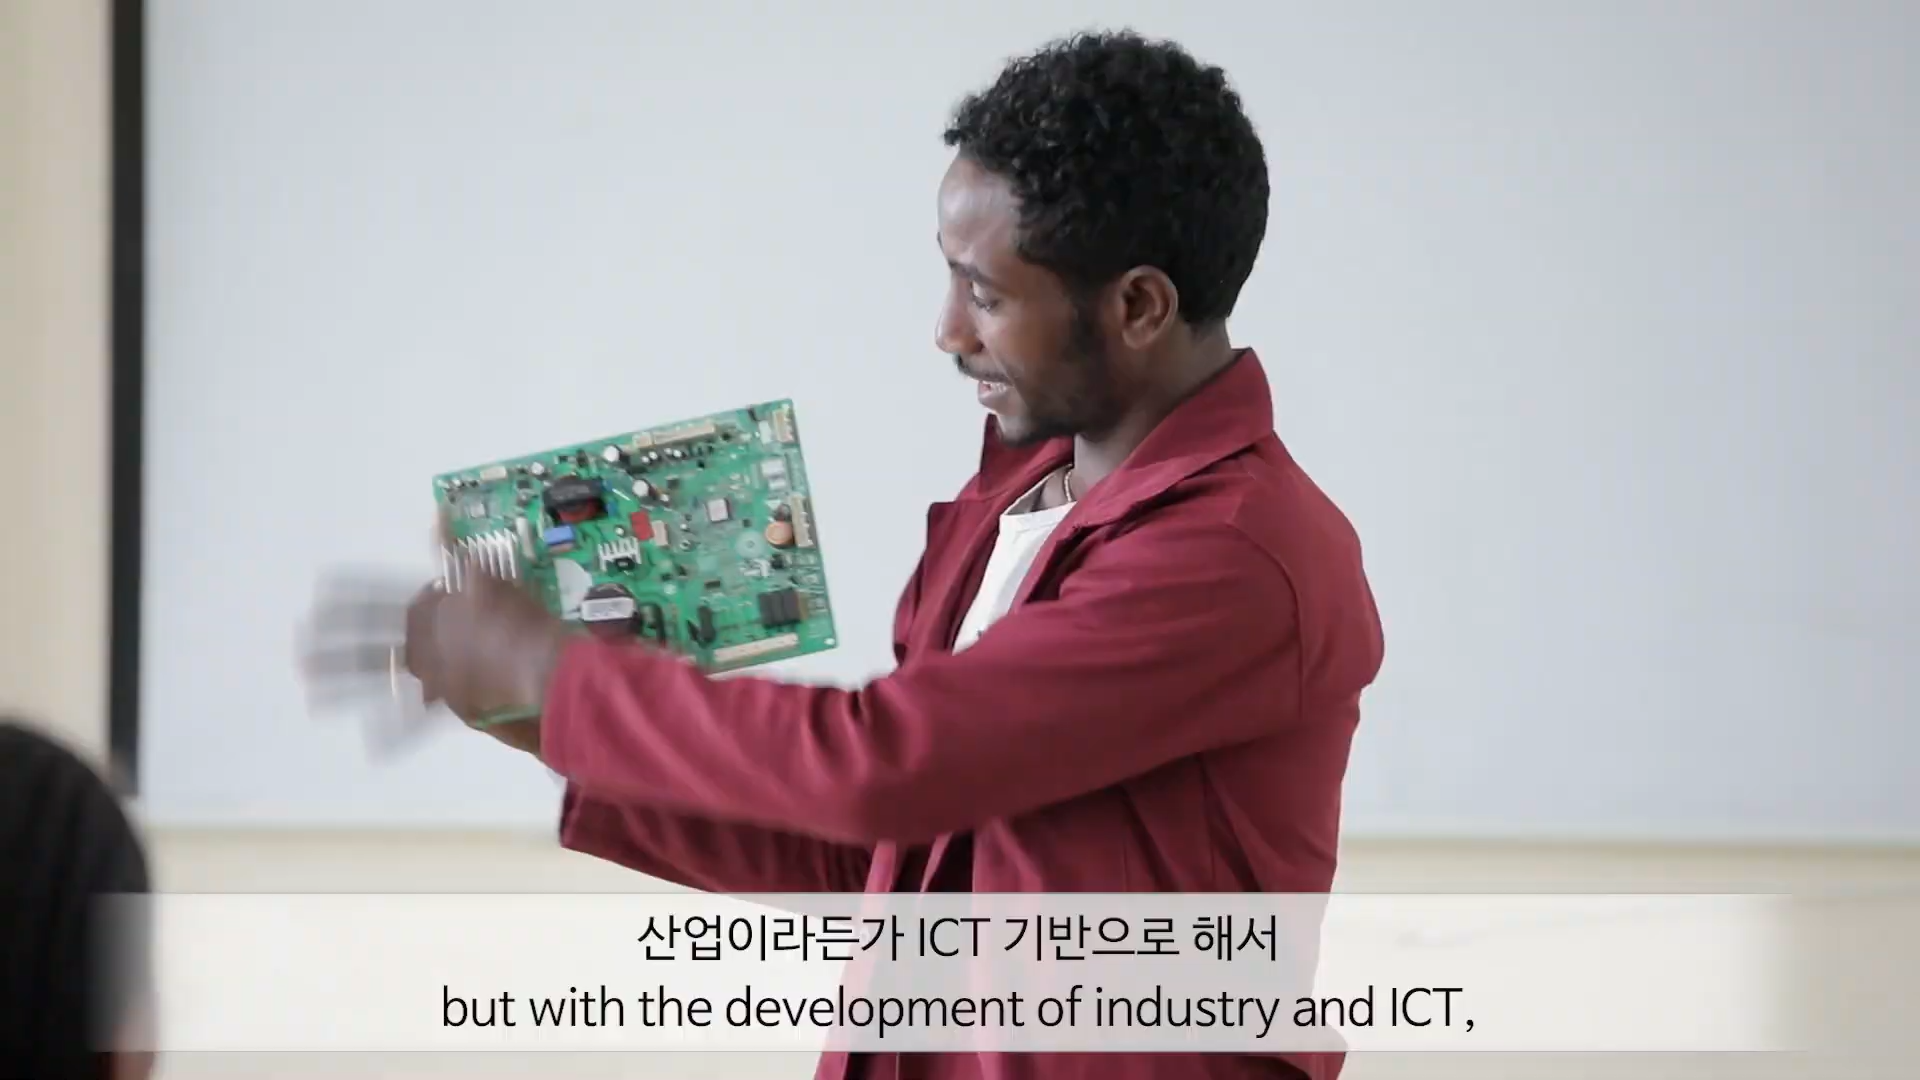 산업이라든가 ICT 기반으로 해서
but with the development of industry and ICT,